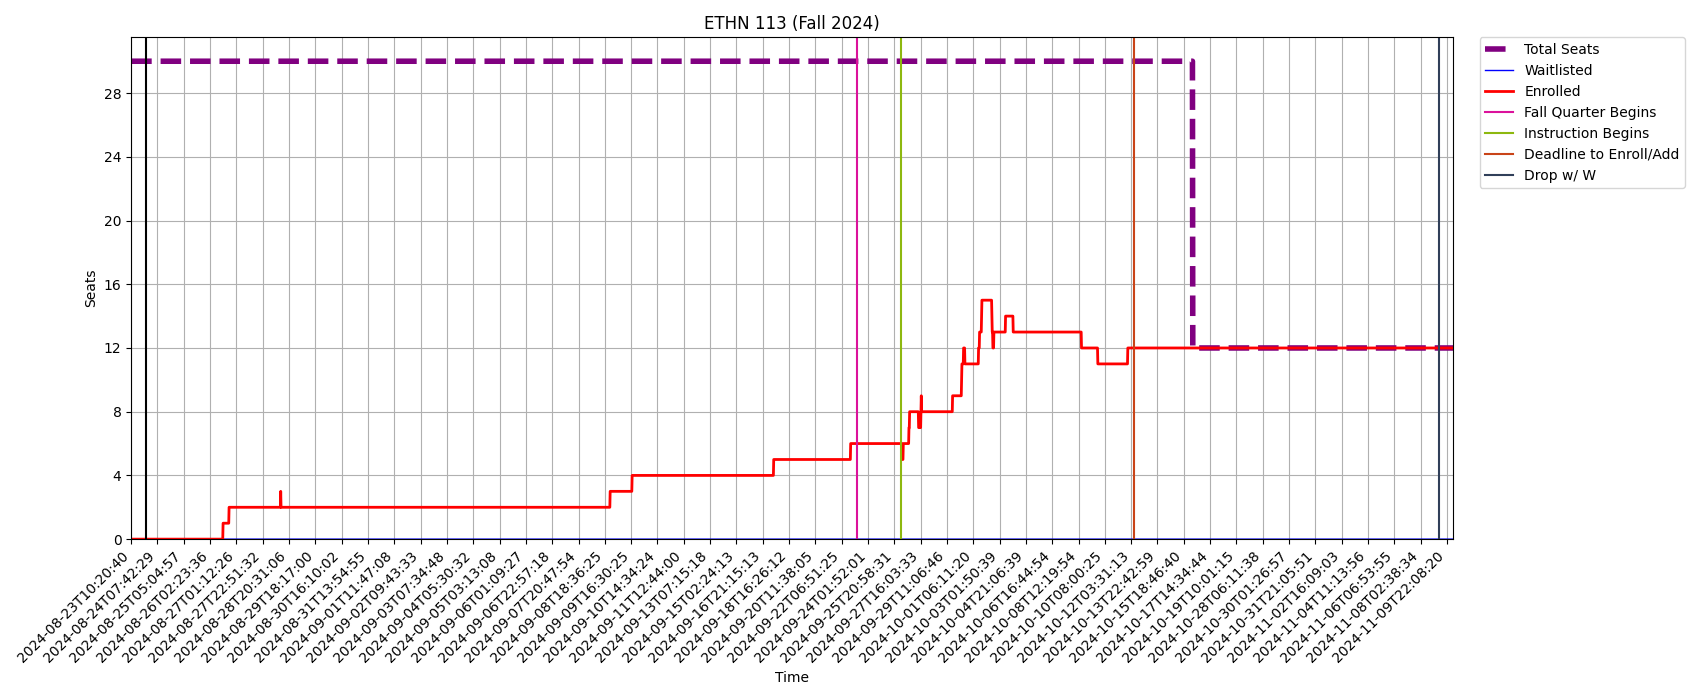 ETHN 113 (Fall 2024)
Total Seats
Waitlisted
Enrolled
Fall Quarter Begins
Instruction Begins
Deadline to Enroll/Add
Drop w/ W
Seats
28
24
20
16
12
8
4
0
2024-08-23T10:20:40
2024-08-24T07:42:29
2024-08-25T05:04:57
2024-08-26T02:23:36
2024-08-27T01:12:26
2024-08-27T22:51:32
2024-08-28T20:31:06
2024-08-29T18:17:00
2024-08-30T16:10:02
2024-08-31T13:54:55
2024-09-01T11:47:08
2024-09-02T09:43:33
2024-09-03T07:34:48
2024-09-04T05:30:32
2024-09-05T03:13:08
2024-09-06T01:09:27
2024-09-06T22:57:18
2024-09-07T20:47:54
2024-09-08T18:36:25
2024-09-09T16:30:25
2024-09-10T14:34:24
2024-09-11T12:44:00
2024-09-13T07:15:18
2024-09-15T02:24:13
2024-09-16T21:15:13
2024-09-18T16:26:12
2024-09-20T11:38:05
2024-09-22T06:51:25
2024-09-24T01:52:01
2024-09-25T20:58:31
2024-09-27T16:03:33
2024-09-29T11:06:46
2024-10-01T06:11:20
2024-10-03T01:50:39
2024-10-04T21:06:39
2024-10-06T16:44:54
2024-10-08T12:19:54
2024-10-10T08:00:25
2024-10-12T03:31:13
2024-10-13T22:42:59
2024-10-15T18:46:40
2024-10-17T14:34:44
2024-10-19T10:01:15
2024-10-28T06:11:38
2024-10-30T01:26:57
2024-10-31T21:05:51
2024-11-02T16:09:03
2024-11-04T11:13:56
2024-11-06T06:53:55
2024-11-08T02:38:34
2024-11-09T22:08:20
Time